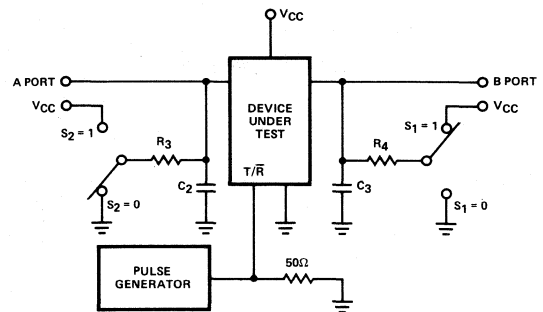 VCC
A PORT
B PORT
VCC
VCC
DEVICE
UNDER
TEST
S2 = 1
S1 = 1
R3
R4
T/R̅
C2
C3
S2 = 0
S1 = 0
PULSE
GENERATOR
50Ω